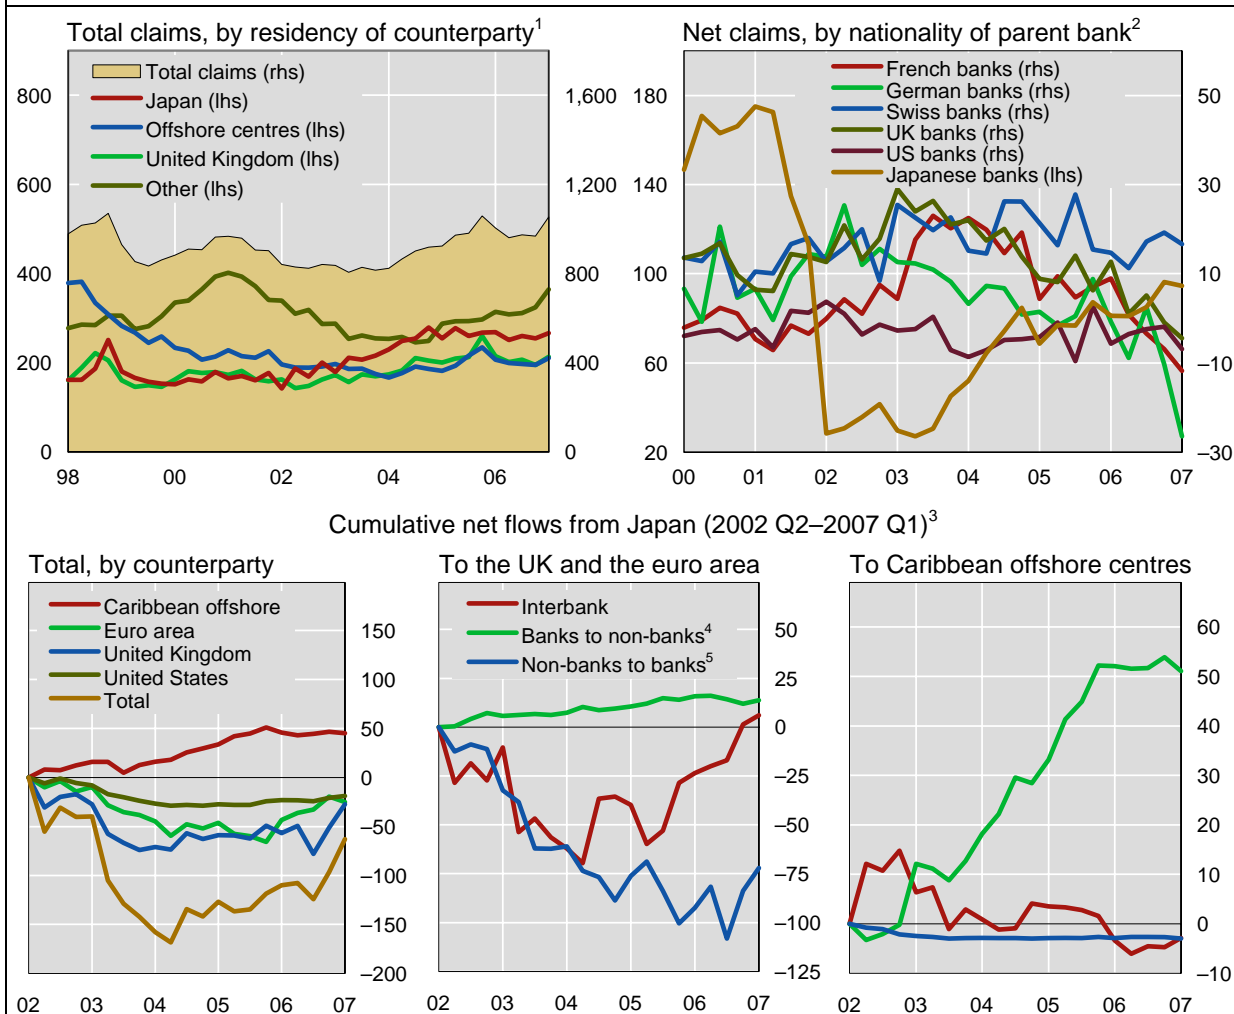 Total claims, by residency of counterparty1
Total claims (rhs)
Japan (lhs)
Offshore centres (lhs)
United Kingdom (lhs)
Other (lhs)
800
600
400
200
0
1,600
1,200
800
400
0
98 00 02 04 06
Net claims, by nationality of parent bank2
French banks (rhs)
German banks (rhs)
Swiss banks (rhs)
UK banks (rhs)
US banks (rhs)
Japanese banks (lhs)
180
140
100
60
20
50
30
10
–10
–30
00 01 02 03 04 05 06 07
Cumulative net flows from Japan (2002 Q2–2007 Q1)3
Total, by counterparty
Caribbean offshore
Euro area
United Kingdom
United States
Total
150
100
50
0
–50
–100
–150
–200
02 03 04 05 06 07
To the UK and the euro area
Interbank
Banks to non-banks4
Non-banks to banks5
50
25
0
–25
–50
–75
–100
–125
02 03 04 05 06 07
To Caribbean offshore centres
60
50
40
30
20
10
0
–10
02 03 04 05 06 07